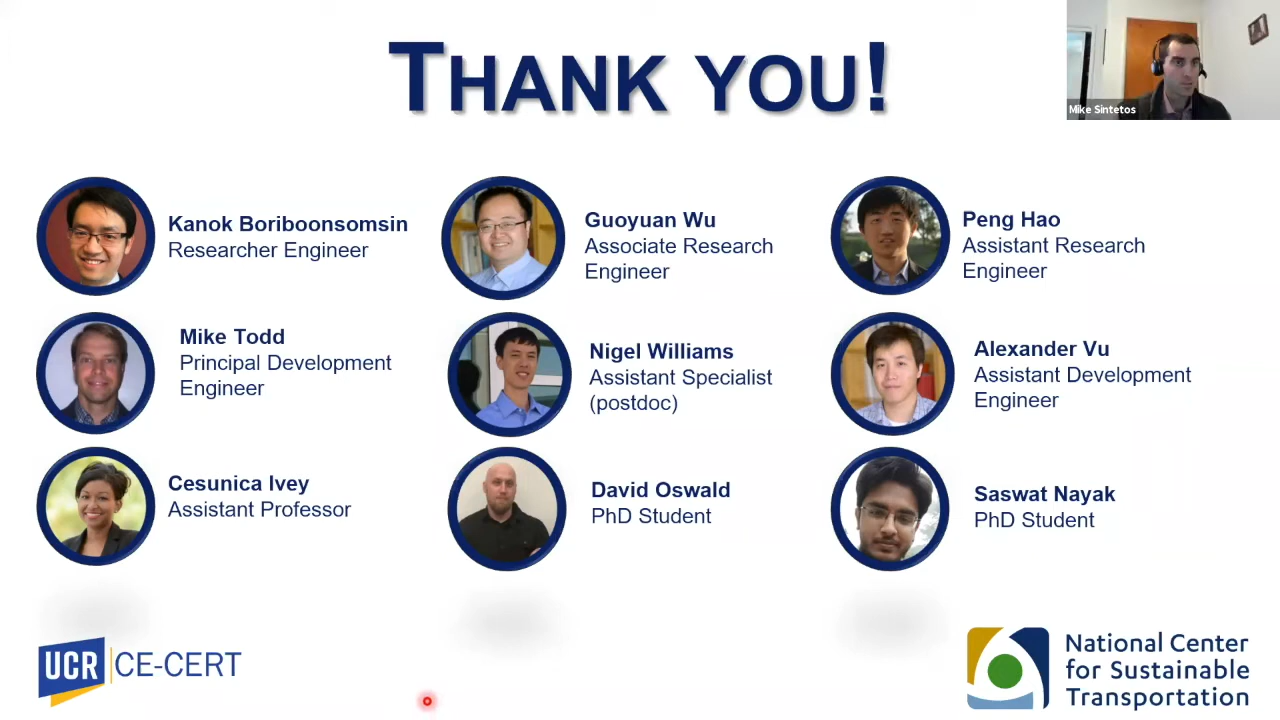 THANK YOU!
Mike Sintetos
Kanok Boriboonsomsin
Researcher Engineer
Guoyuan Wu
Associate Research
Engineer
Peng Hao
Assistant Research
Engineer
Mike Todd
Principal Development
Engineer
Nigel Williams
Assistant Specialist
(postdoc)
Alexander Vu
Assistant Development
Engineer
Cesunica Ivey
Assistant Professor
David Oswald
PhD Student
Saswat Nayak
PhD Student
UCR CE-CERT
National Center
for Sustainable
Transportation